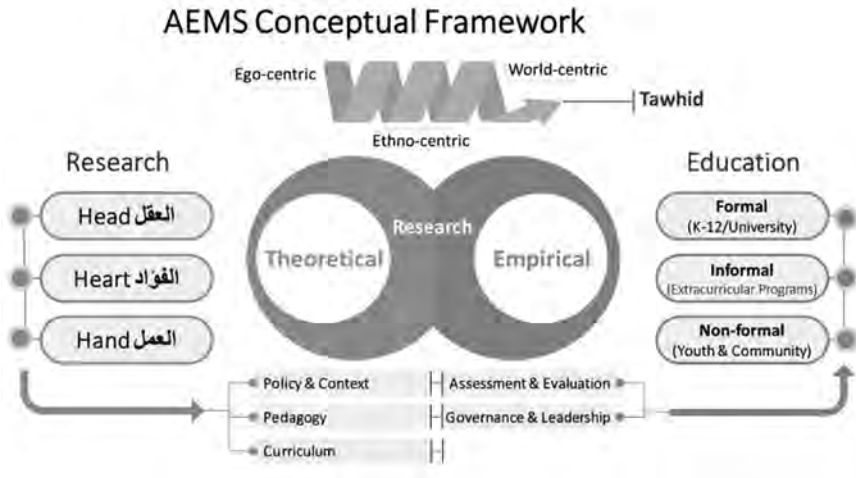 AEMS Conceptual Framework
Ego-centric
World-centric
Tawhid
Ethno-centric
Research
Head العقل
Heart الفؤاد
Hand العمل
Theoretical
Research
Empirical
Education
Formal
(K-12/University)
Informal
(Extracurricular Programs)
Non-formal
(Youth & Community)
Policy & Context
Pedagogy
Curriculum
Assessment & Evaluation
Governance & Leadership